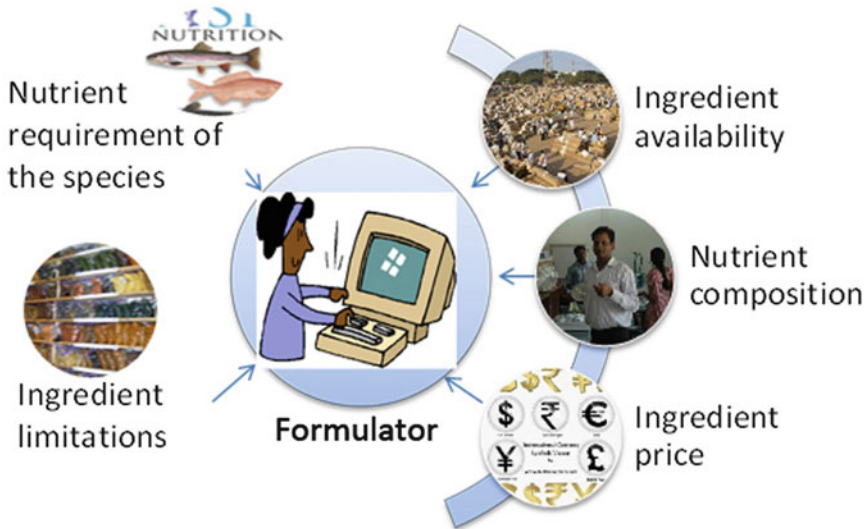 NUTRITION
Nutrient
requirement of
the species
Ingredient
limitations
Formulator
Ingredient
availability
Nutrient
composition
$ ₹ €
¥ £
Ingredient
price